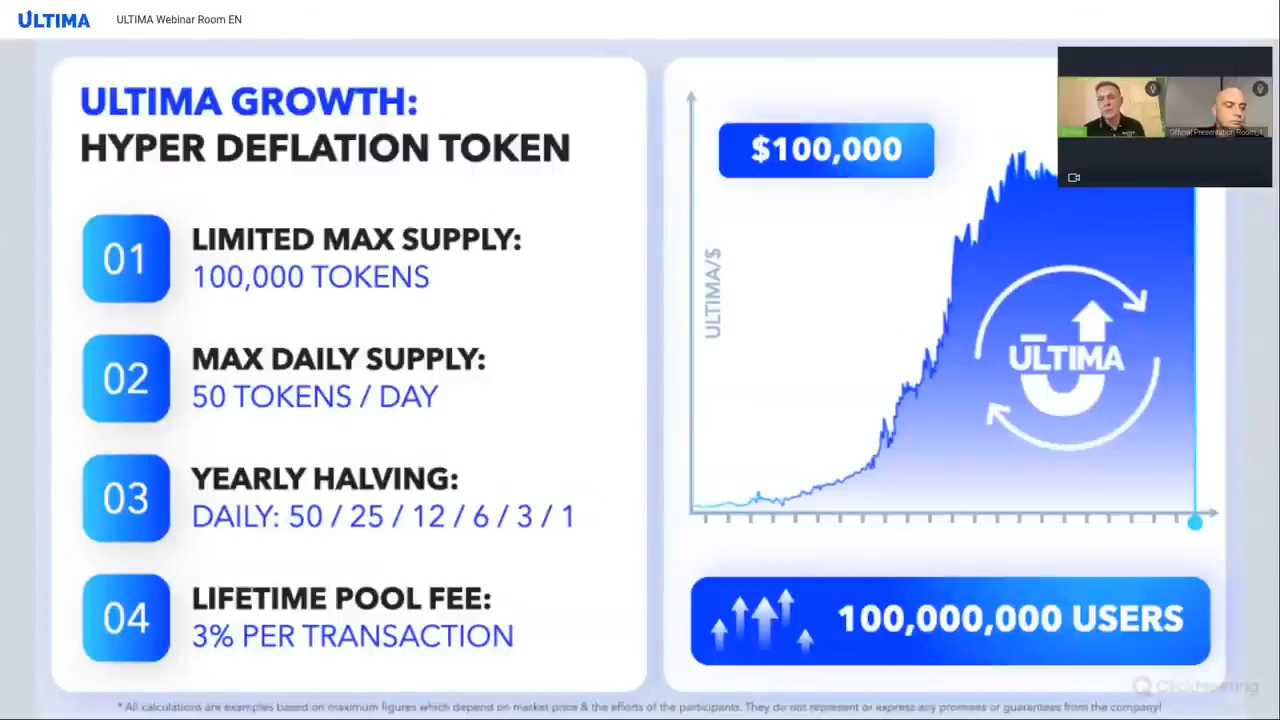 ULTIMA
ULTIMA Webinar Room EN
ULTIMA GROWTH:
HYPER DEFLATION TOKEN
01
LIMITED MAX SUPPLY:
100,000 TOKENS
02
MAX DAILY SUPPLY:
50 TOKENS / DAY
03
YEARLY HALVING:
DAILY: 50 / 25 / 12 / 6 / 3 / 1
04
LIFETIME POOL FEE:
3% PER TRANSACTION
$100,000
ULTIMA/$
ULTIMA
100,000,000 USERS
Official Presentation Room
ClickMeeting
* All calculations are examples based on maximum figures which depend on market price & the efforts of the participants. They do not represent or express any promises or guarantees from the company!